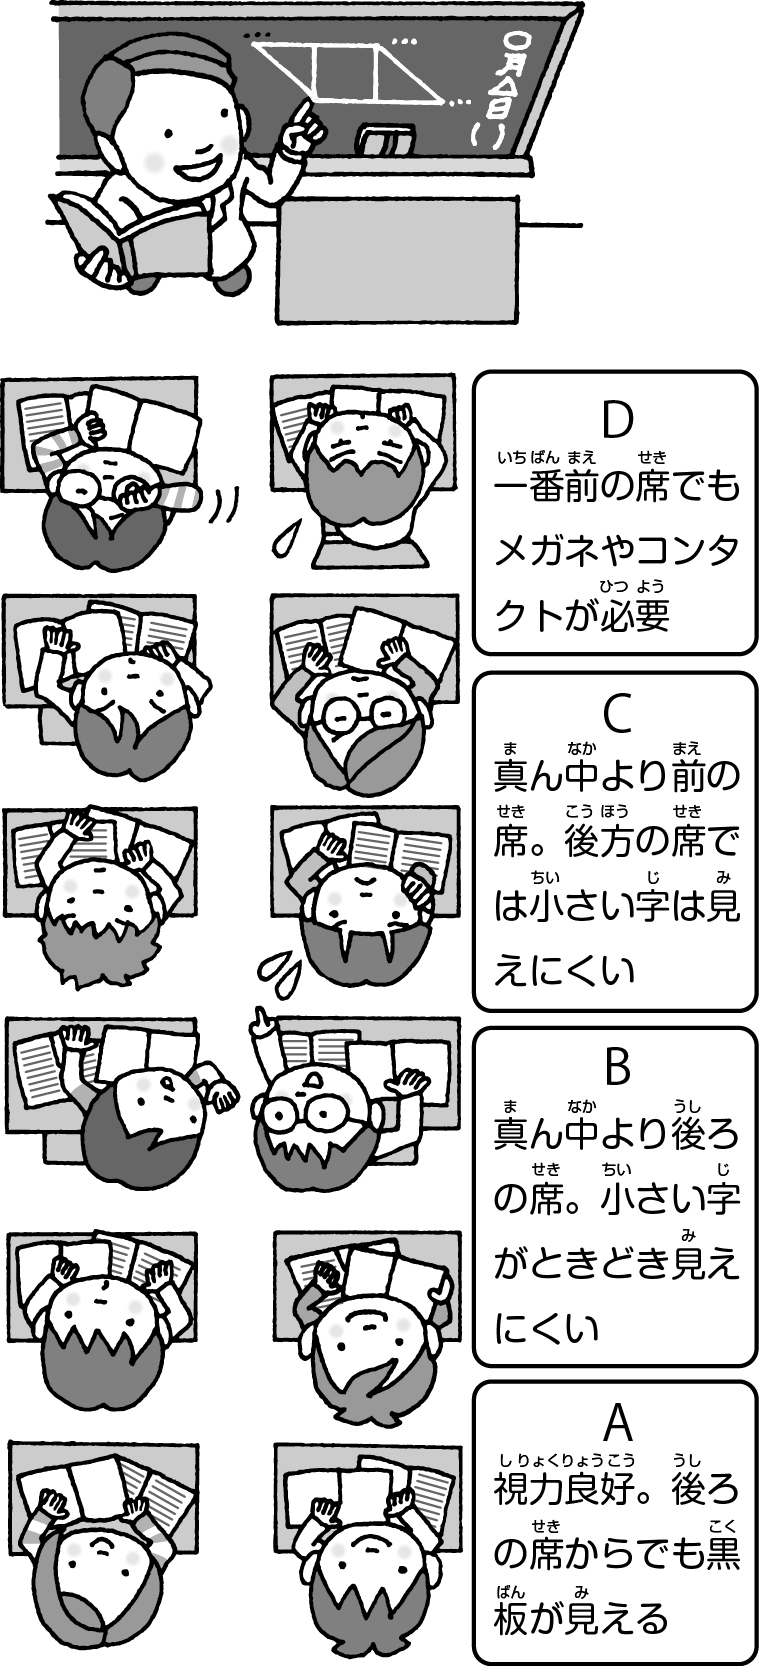 〇月△日（ ）
D
一番前の席でも
メガネやコンタ
クトが必要
C
真ん中より前の
席。後方の席で
は小さい字は見
えにくい
B
真ん中より後ろ
の席。小さい字
がときどき見え
にくい
A
視力良好。後ろ
の席からでも黒
板が見える